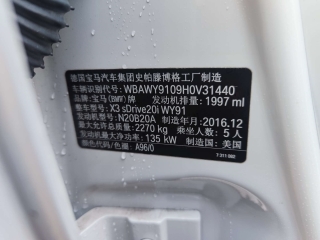 德国宝马汽车集团史帕滕博格工厂制造
车辆识别代号: WBAWY9109H0V31440
品牌: 宝马(BMW)牌 发动机排量: 1997 ml
车型: X3 sDrive20i WY91
发动机型号: N20B20A 制造年月: 2016.12
最大允许总质量: 2270 kg 乘坐人数: 5 人
发动机最大净功率: 135 kW 制造国: 美国
车身颜色代码/色漆: A96/0